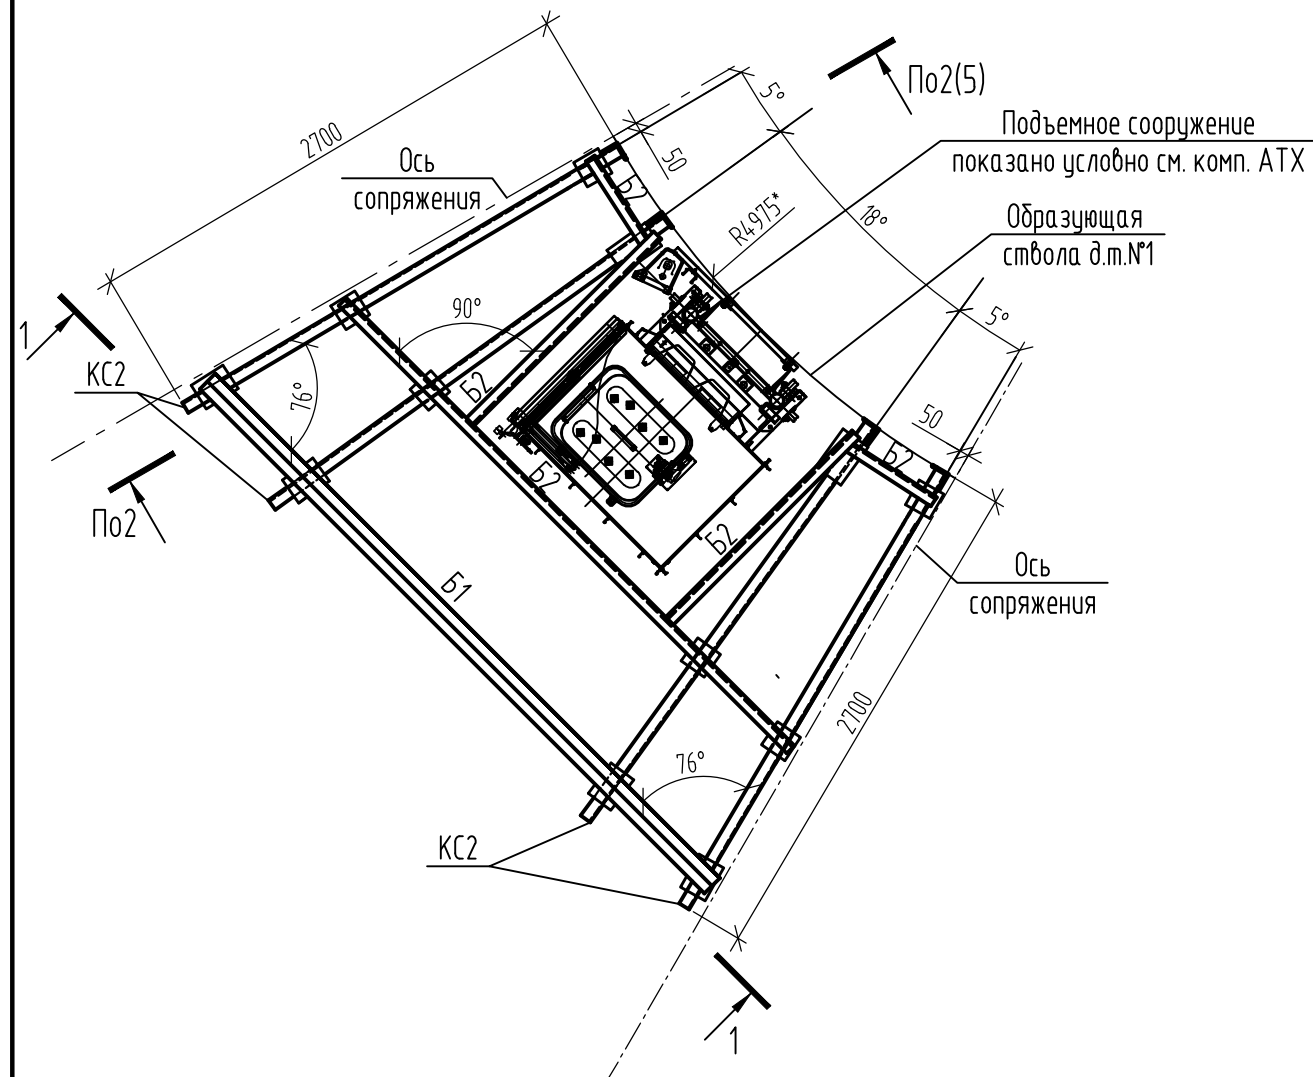 По2(5)
5°
2700
Подъемное сооружение
показано условно см. комп. АТХ
Ось
сопряжения
50
Б2
R4975*
18°
Образующая
ствола д.т.№1
90°
5°
1
КС2
76°
Б2
50
Б2
По2
Б2
Б2
Б1
Ось
сопряжения
2700
76°
КС2
1